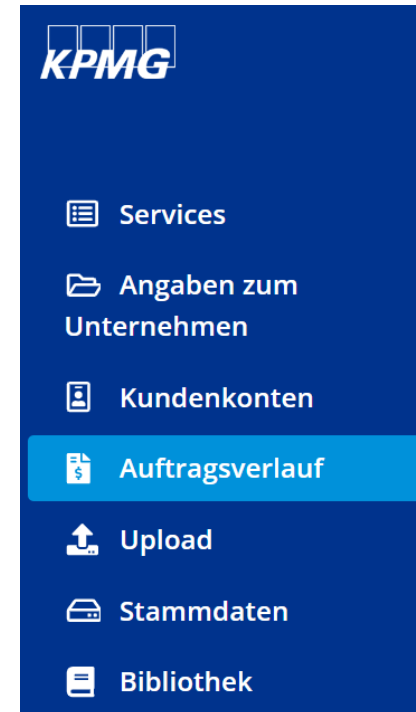 KPMG
Services
Angaben zum
Unternehmen
Kundenkonten
Auftragsverlauf
Upload
Stammdaten
Bibliothek